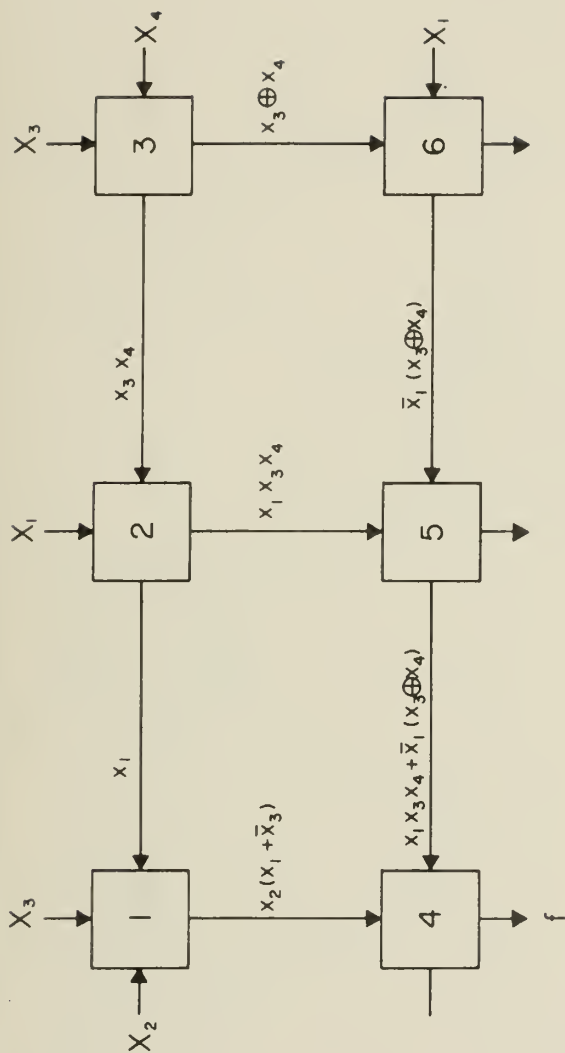 X₃ X₁ X₃
X₂ 1 x₁ 2 x₃ x₄ 3 X₄
x₂(x₁ + x̄₃) x₁ x₃ x₄ x₃ ⊕ x₄
4 x₁ x₃ x₄ + x̄₁ (x₃ ⊕ x₄) 5 x̄₁ (x₃ ⊕ x₄) 6 X₁
f